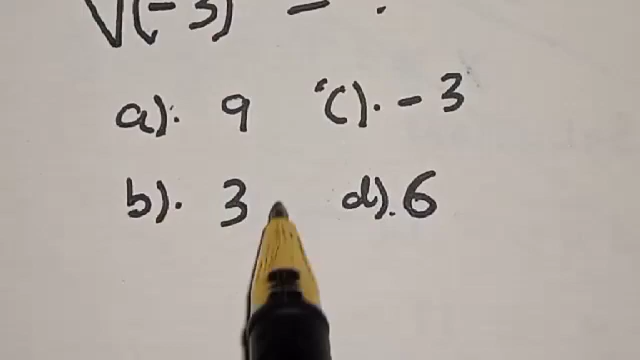 √(-3) = ?
a). 9 c). -3
b). 3 d). 6